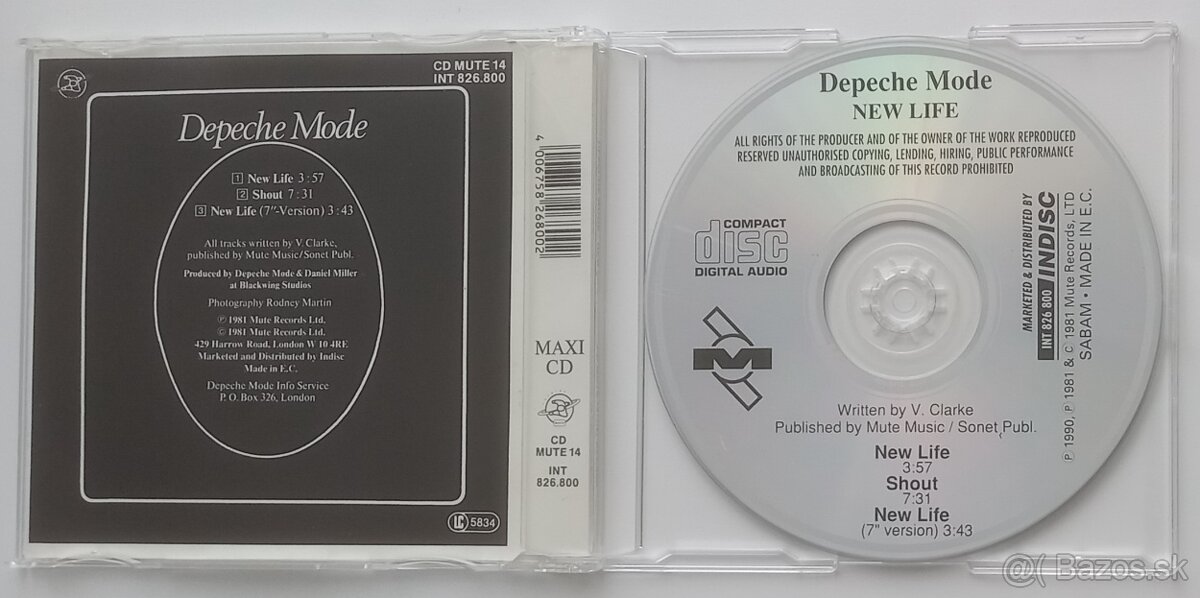 CD MUTE 14
INT 826.800
Depeche Mode
1 New Life 3:57
2 Shout 7:31
3 New Life (7"-Version) 3:43
All tracks written by V. Clarke,
published by Mute Music/Sonet Publ.
Produced by Depeche Mode & Daniel Miller
at Blackwing Studios
Photography Rodney Martin
℗ 1981 Mute Records Ltd.
© 1981 Mute Records Ltd.
429 Harrow Road, London W 10 4RE
Marketed and Distributed by Indisc
Made in E.C.
Depeche Mode Info Service
P. O. Box 326, London
LC 5834
4 006758 268002
MAXI
CD
CD
MUTE 14
INT
826.800
Depeche Mode
NEW LIFE
ALL RIGHTS OF THE PRODUCER AND OF THE OWNER OF THE WORK REPRODUCED
RESERVED UNAUTHORISED COPYING, LENDING, HIRING, PUBLIC PERFORMANCE
AND BROADCASTING OF THIS RECORD PROHIBITED
COMPACT
disc
DIGITAL AUDIO
M
MARKETED & DISTRIBUTED BY
INT 826 800 INDISC
℗ 1990, ℗ 1981 & © 1981 Mute Records, LTD
SABAM • MADE IN E.C.
Written by V. Clarke
Published by Mute Music / Sonet Publ.
New Life
3:57
Shout
7:31
New Life
(7" version) 3:43
@( Bazos.sk